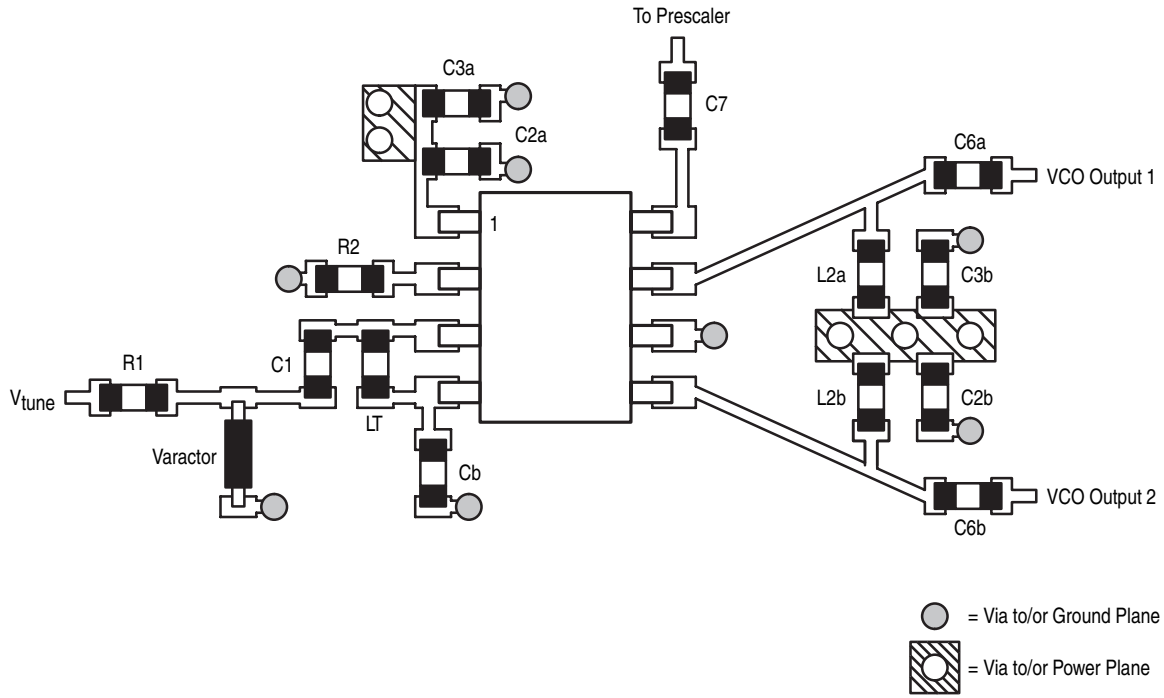 To Prescaler
C3a
C7
C2a
C6a
VCO Output 1
1
R2
L2a
C3b
R1
C1
Vtune
L2b
C2b
LT
Varactor
Cb
VCO Output 2
C6b
= Via to/or Ground Plane
= Via to/or Power Plane